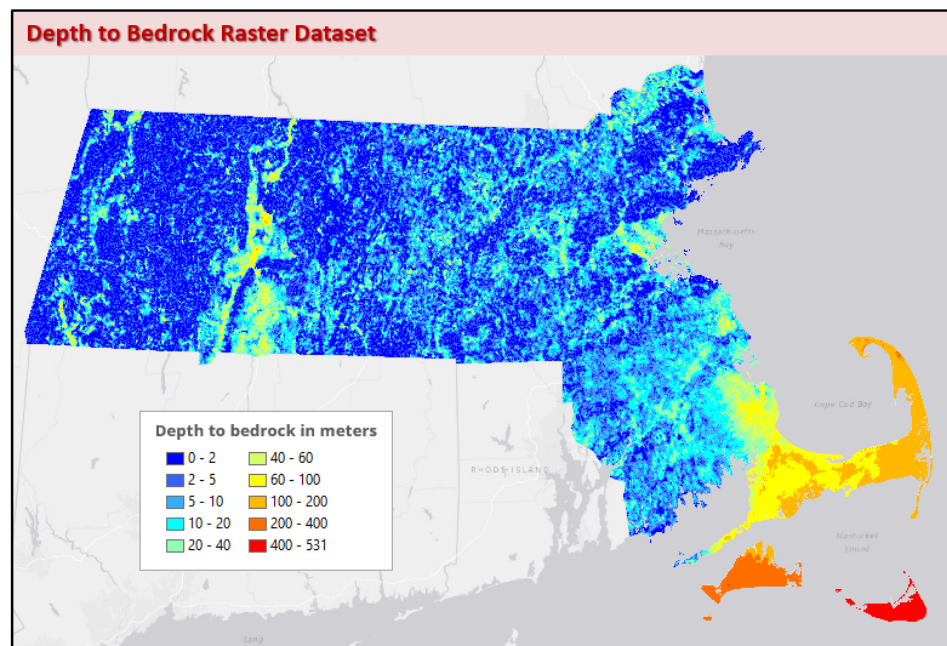 Depth to Bedrock Raster Dataset
Massachusetts
Bay
Cape Cod Bay
RHODE ISLAND
Nantucket
Sound
Long
Depth to bedrock in meters
0 - 2
2 - 5
5 - 10
10 - 20
20 - 40
40 - 60
60 - 100
100 - 200
200 - 400
400 - 531